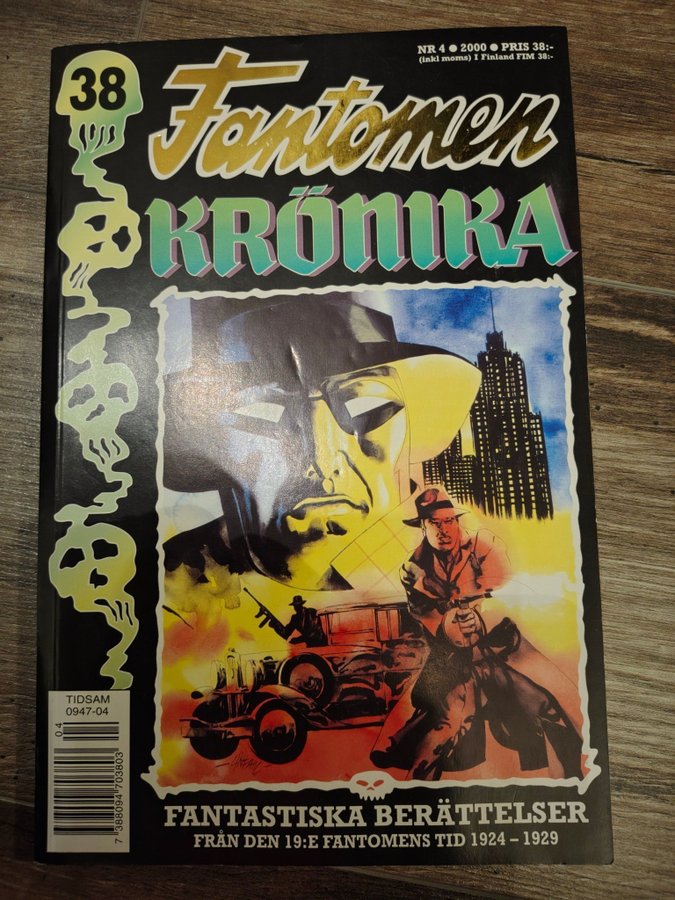 38
NR 4 ● 2000 ● PRIS 38:-
(inkl moms) I Finland FIM 38:-
Fantomen
KRÖNIKA
TIDSAM
0947-04
04
7 388094 703803
FANTASTISKA BERÄTTELSER
FRÅN DEN 19:E FANTOMENS TID 1924 – 1929